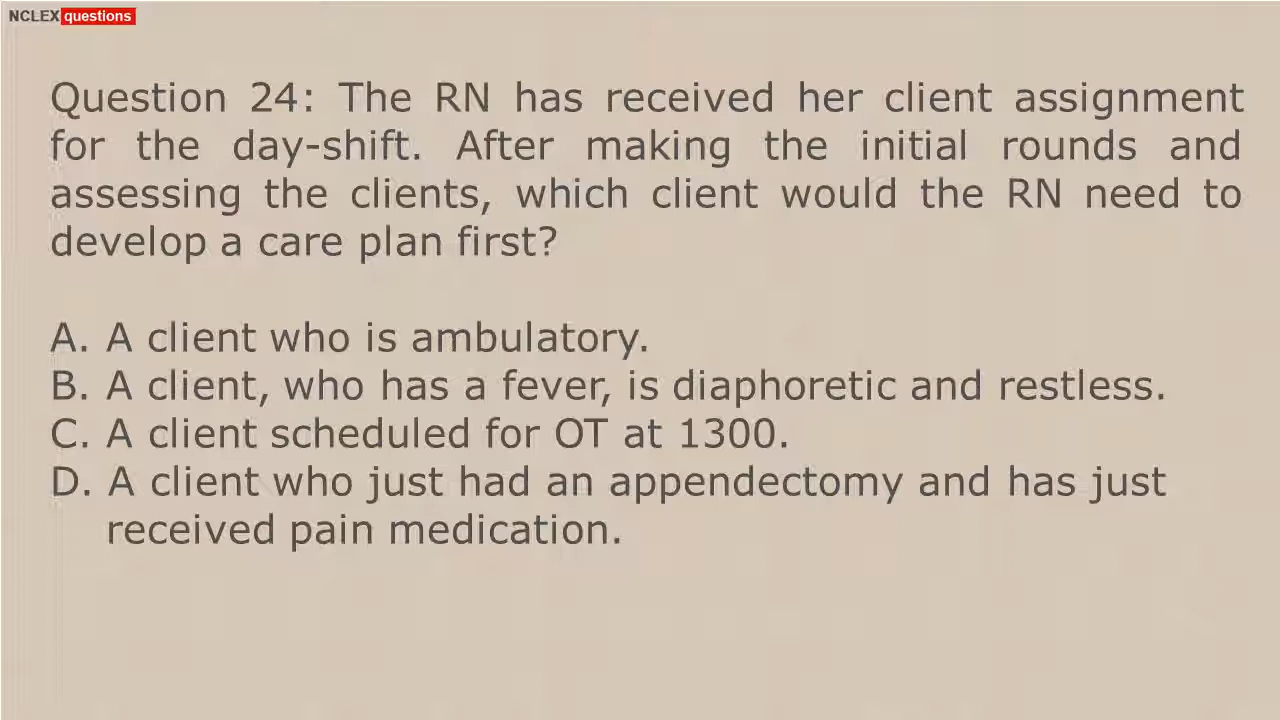 NCLEX questions
Question 24: The RN has received her client assignment
for the day-shift. After making the initial rounds and
assessing the clients, which client would the RN need to
develop a care plan first?
A. A client who is ambulatory.
B. A client, who has a fever, is diaphoretic and restless.
C. A client scheduled for OT at 1300.
D. A client who just had an appendectomy and has just
received pain medication.